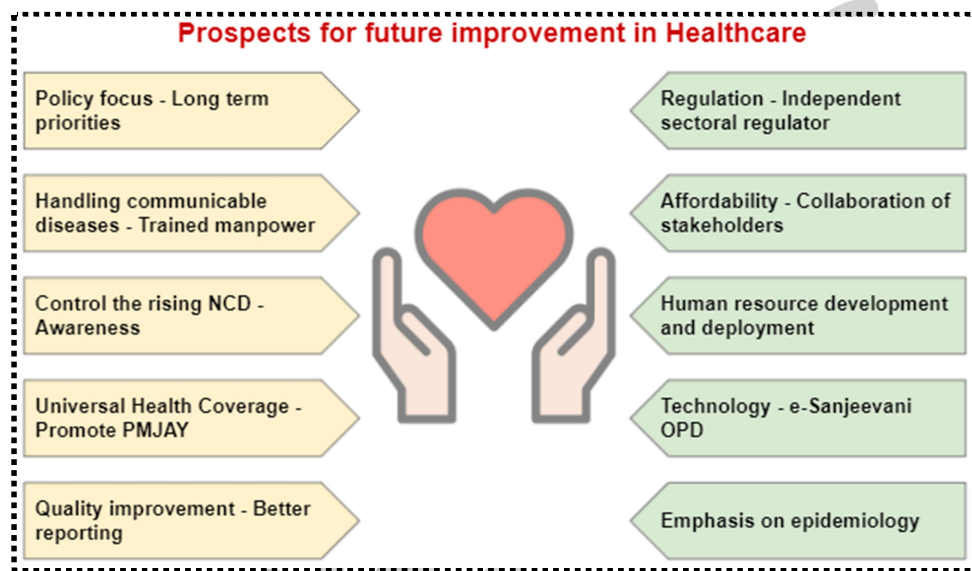 Prospects for future improvement in Healthcare
Policy focus - Long term
priorities
Handling communicable
diseases - Trained manpower
Control the rising NCD -
Awareness
Universal Health Coverage -
Promote PMJAY
Quality improvement - Better
reporting
Regulation - Independent
sectoral regulator
Affordability - Collaboration of
stakeholders
Human resource development
and deployment
Technology - e-Sanjeevani
OPD
Emphasis on epidemiology